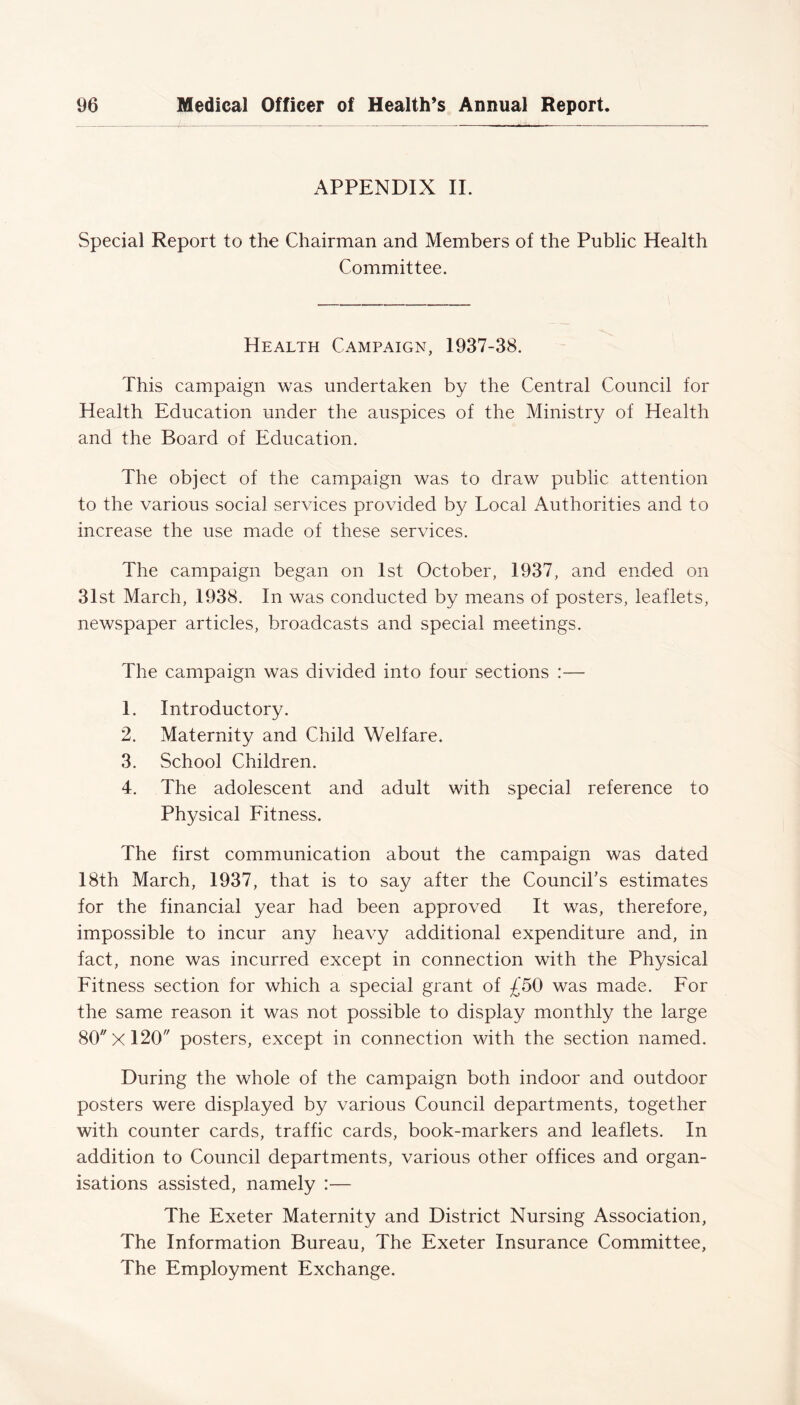 96 Medical Officer of Health's Annual Report.
APPENDIX II.
Special Report to the Chairman and Members of the Public Health
Committee.
Health Campaign, 1937-38.
This campaign was undertaken by the Central Council for
Health Education under the auspices of the Ministry of Health
and the Board of Education.
The object of the campaign was to draw public attention
to the various social services provided by Local Authorities and to
increase the use made of these services.
The campaign began on 1st October, 1937, and ended on
31st March, 1938. In was conducted by means of posters, leaflets,
newspaper articles, broadcasts and special meetings.
The campaign was divided into four sections :—
1. Introductory.
2. Maternity and Child Welfare.
3. School Children.
4. The adolescent and adult with special reference to
Physical Fitness.
The first communication about the campaign was dated
18th March, 1937, that is to say after the Council's estimates
for the financial year had been approved It was, therefore,
impossible to incur any heavy additional expenditure and, in
fact, none was incurred except in connection with the Physical
Fitness section for which a special grant of £50 was made. For
the same reason it was not possible to display monthly the large
80″ × 120″ posters, except in connection with the section named.
During the whole of the campaign both indoor and outdoor
posters were displayed by various Council departments, together
with counter cards, traffic cards, book-markers and leaflets. In
addition to Council departments, various other offices and organ-
isations assisted, namely :—
The Exeter Maternity and District Nursing Association,
The Information Bureau, The Exeter Insurance Committee,
The Employment Exchange.